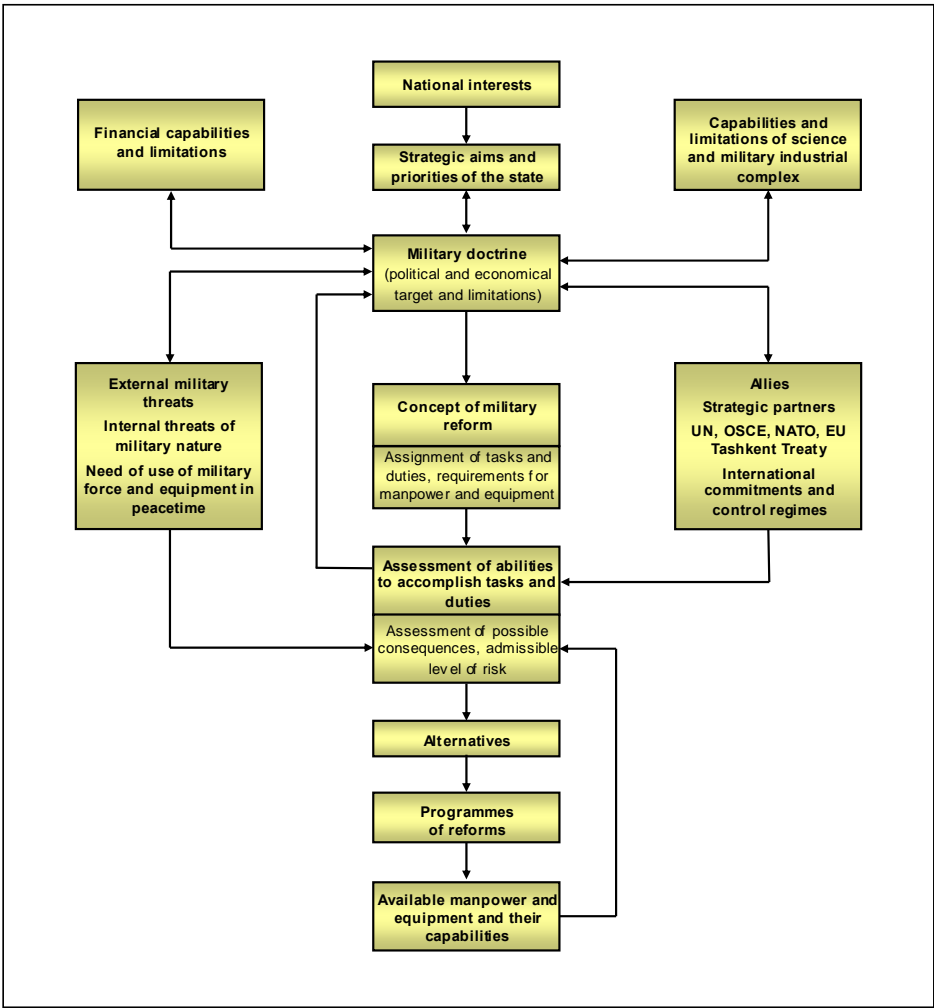 National interests
Financial capabilities
and limitations
Capabilities and
limitations of science
and military industrial
complex
Strategic aims and
priorities of the state
Military doctrine
(political and economical
target and limitations)
External military
threats
Internal threats of
military nature
Need of use of military
force and equipment in
peacetime
Concept of military
reform
Assignment of tasks and
duties, requirements for
manpower and equipment
Allies
Strategic partners
UN, OSCE, NATO, EU
Tashkent Treaty
International
commitments and
control regimes
Assessment of abilities
to accomplish tasks and
duties
Assessment of possible
consequences, admissible
level of risk
Alternatives
Programmes
of reforms
Available manpower and
equipment and their
capabilities